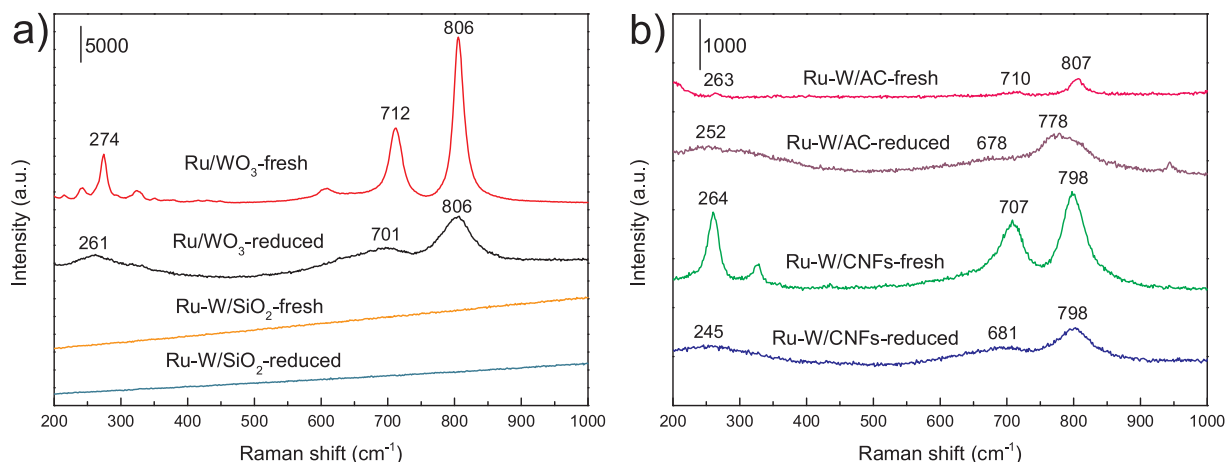 a)
5000
806
712
274
Ru/WO₃-fresh
806
701
261
Ru/WO₃-reduced
Ru-W/SiO₂-fresh
Ru-W/SiO₂-reduced
200 300 400 500 600 700 800 900 1000
Raman shift (cm⁻¹)
Intensity (a.u.)
b)
1000
263
Ru-W/AC-fresh
710
807
252
Ru-W/AC-reduced
678
778
264
707
798
Ru-W/CNFs-fresh
245
Ru-W/CNFs-reduced
681
798
200 300 400 500 600 700 800 900 1000
Raman shift (cm⁻¹)
Intensity (a.u.)